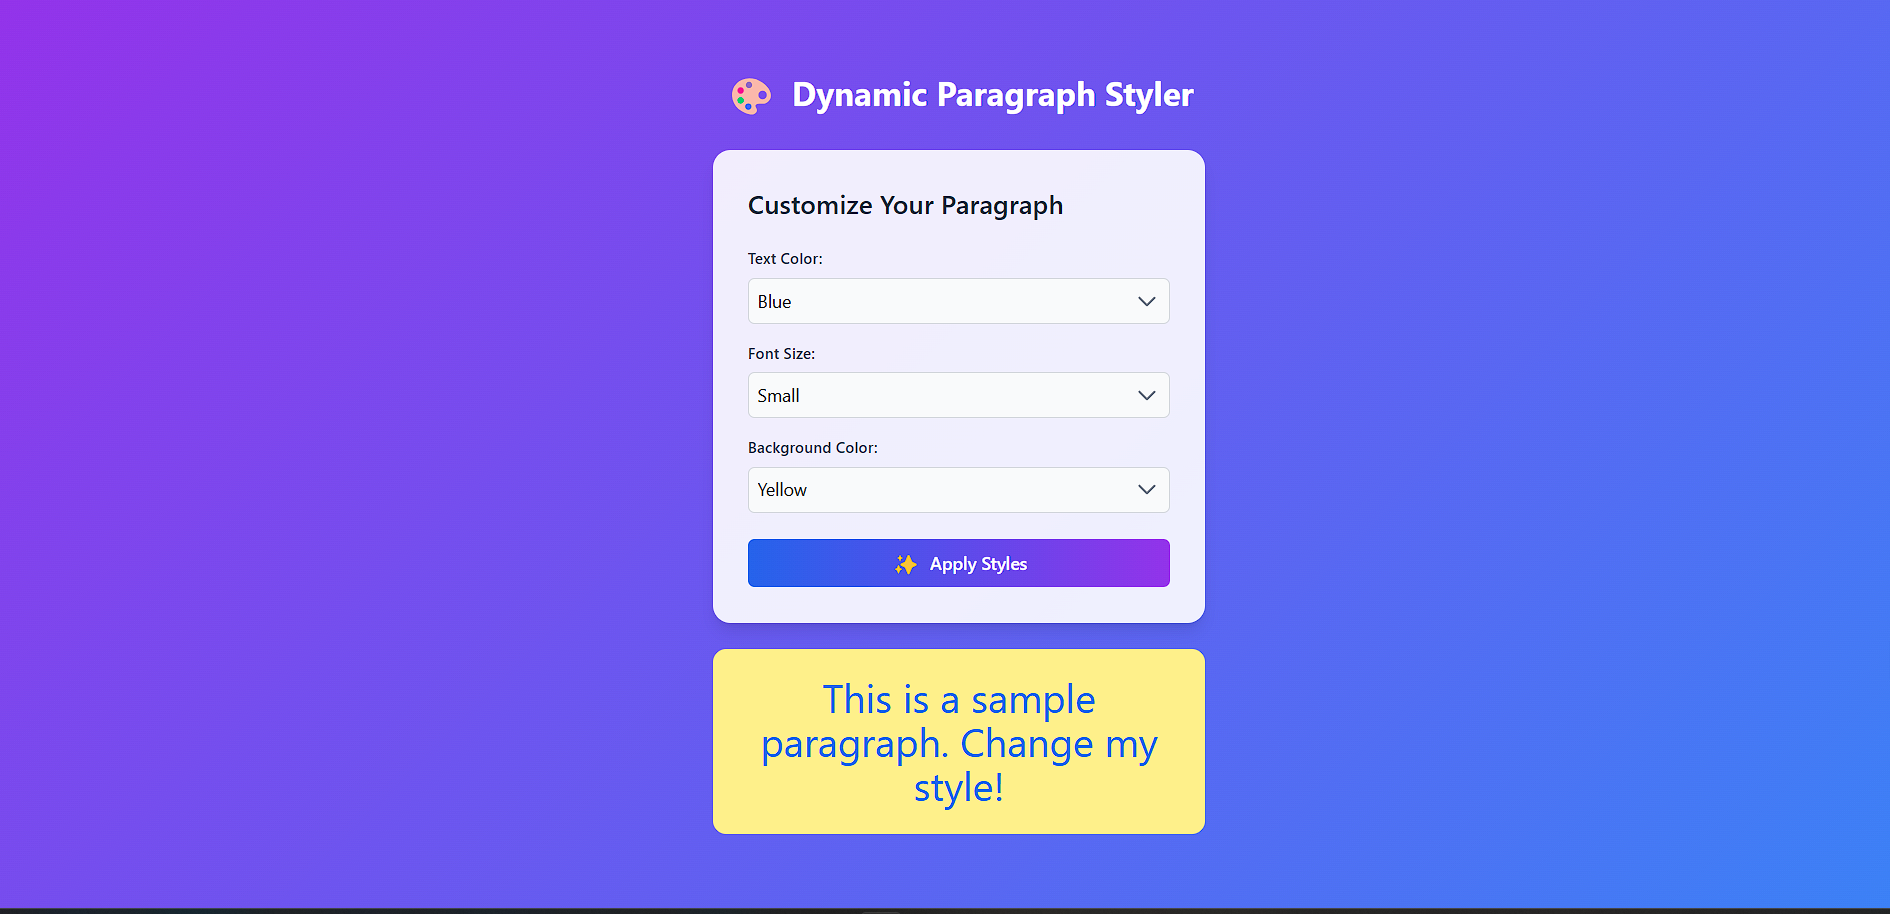 Dynamic Paragraph Styler
Customize Your Paragraph
Text Color:
Blue
Font Size:
Small
Background Color:
Yellow
Apply Styles
This is a sample
paragraph. Change my
style!